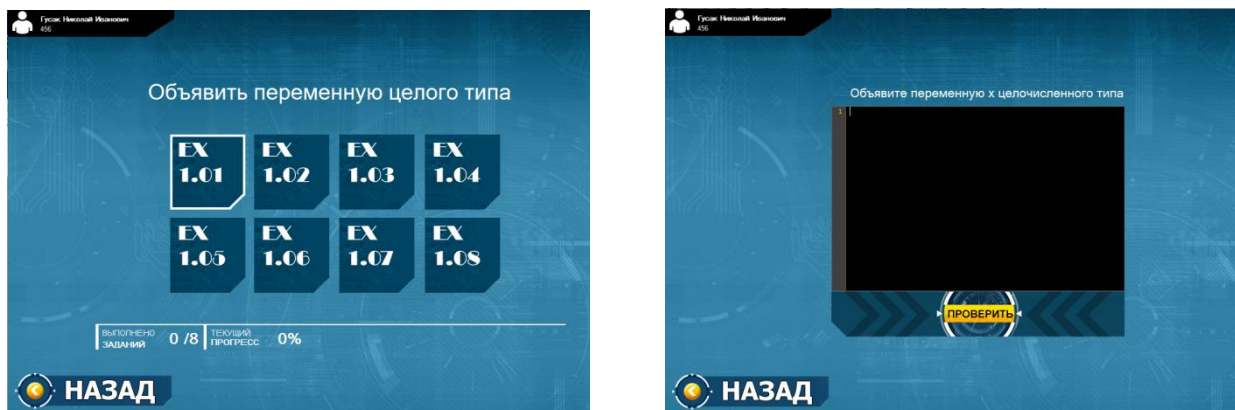 Гусак Николай Иванович
456
Объявить переменную целого типа
EX
1.01
EX
1.02
EX
1.03
EX
1.04
EX
1.05
EX
1.06
EX
1.07
EX
1.08
ВЫПОЛНЕНО
ЗАДАНИЙ
0 /8
ТЕКУЩИЙ
ПРОГРЕСС
0%
НАЗАД
Гусак Николай Иванович
456
Объявите переменную x целочисленного типа
1
ПРОВЕРИТЬ
НАЗАД